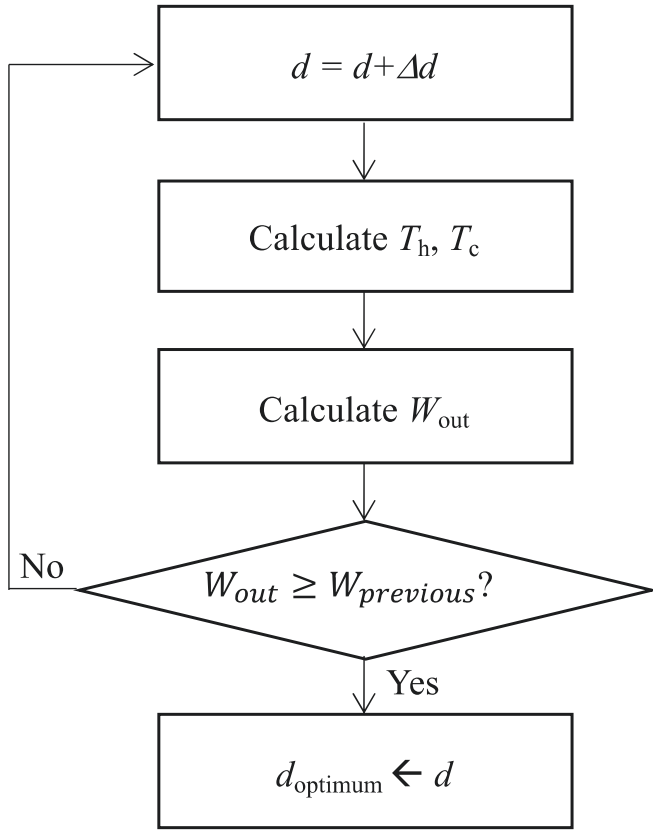 d = d+Δd
Calculate Th, Tc
Calculate Wout
No
Wout ≥ Wprevious?
Yes
doptimum ← d